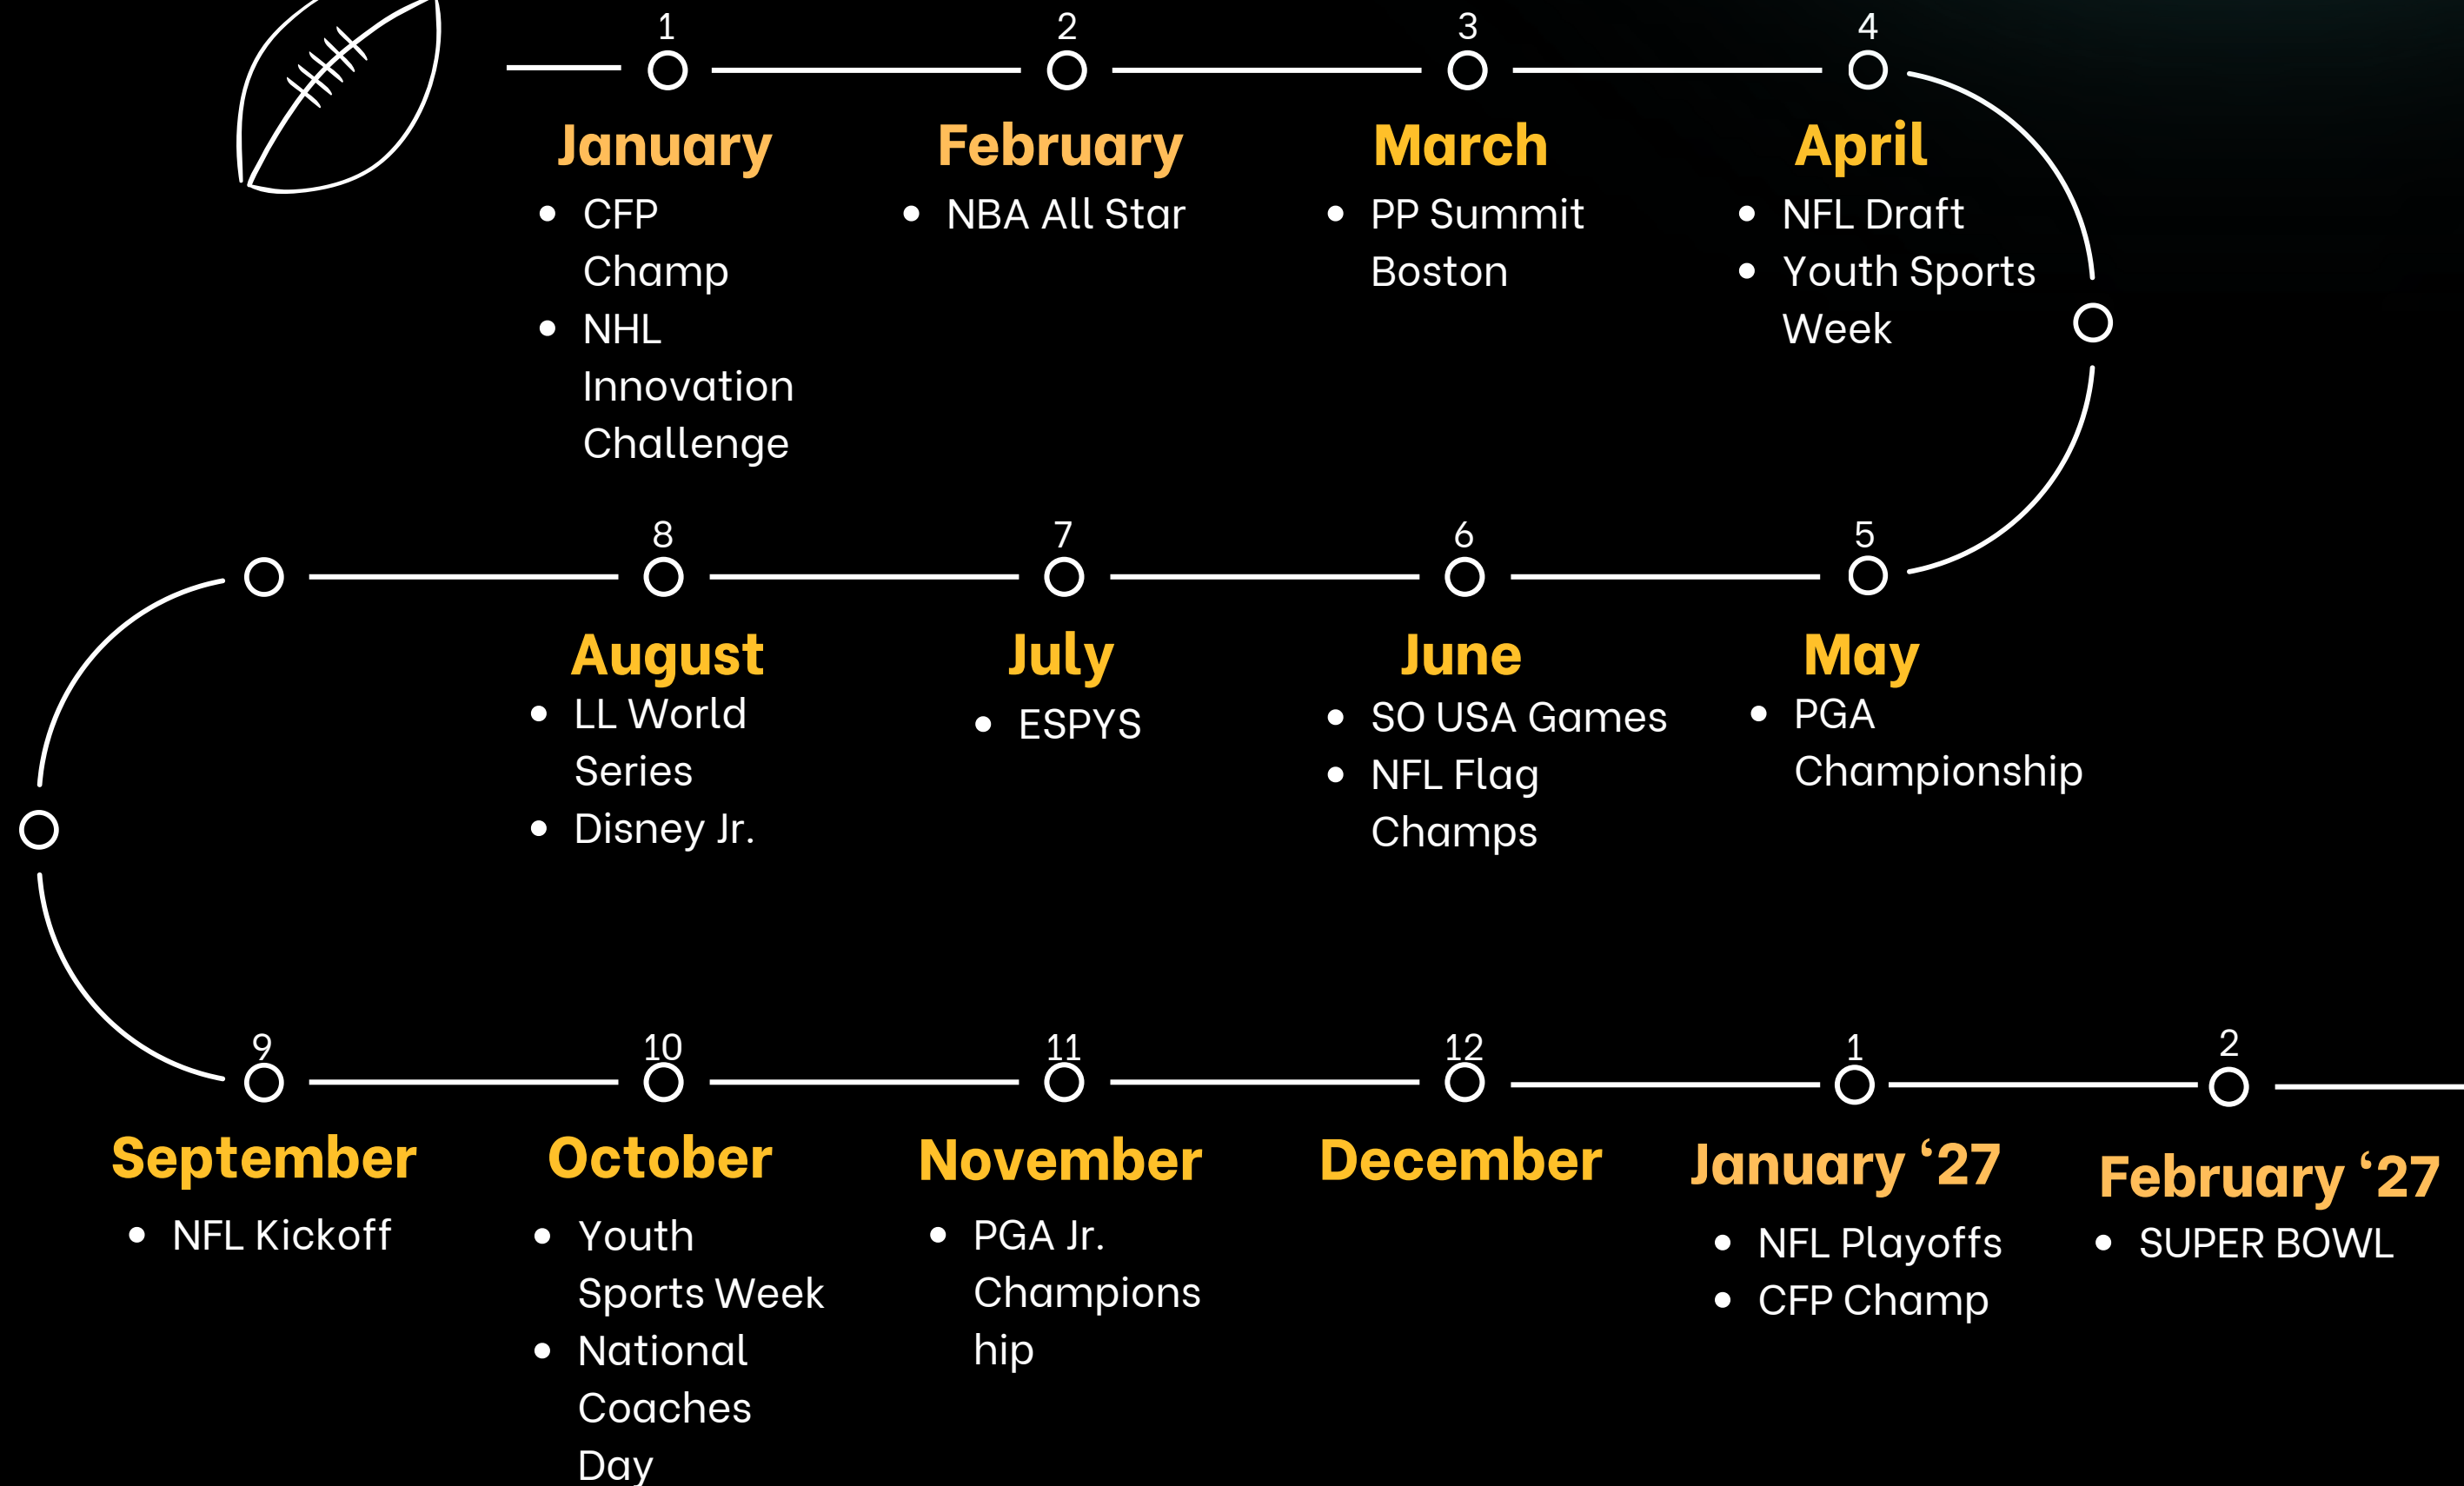 1
2
3
4
January
February
March
April
CFP
Champ
NHL
Innovation
Challenge
NBA All Star
PP Summit
Boston
NFL Draft
Youth Sports
Week
8
7
6
5
August
July
June
May
LL World
Series
Disney Jr.
ESPYS
SO USA Games
NFL Flag
Champs
PGA
Championship
9
10
11
12
1
2
September
October
November
December
January ‘27
February ‘27
NFL Kickoff
Youth
Sports Week
National
Coaches
Day
PGA Jr.
Champions
hip
NFL Playoffs
CFP Champ
SUPER BOWL